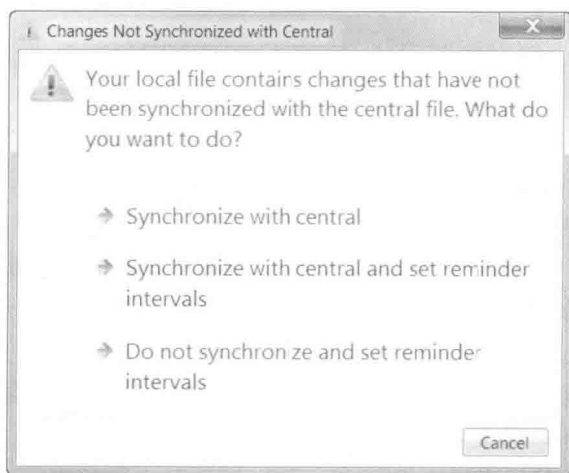 Changes Not Synchronized with Central
Your local file contains changes that have not
been synchronized with the central file. What do
you want to do?
Synchronize with central
Synchronize with central and set reminder
intervals
Do not synchronize and set reminder
intervals
Cancel